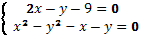 2x − y − 9 = 0
x² − y² − x − y = 0